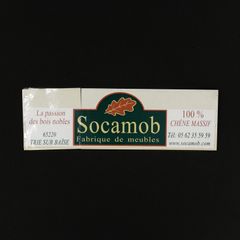 La passion
des bois nobles
65220
TRIE SUR BAÏSE
Socamob
Fabrique de meubles
100 %
CHÊNE MASSIF
Tél. 05 62 35 59 59
www.socamob.com